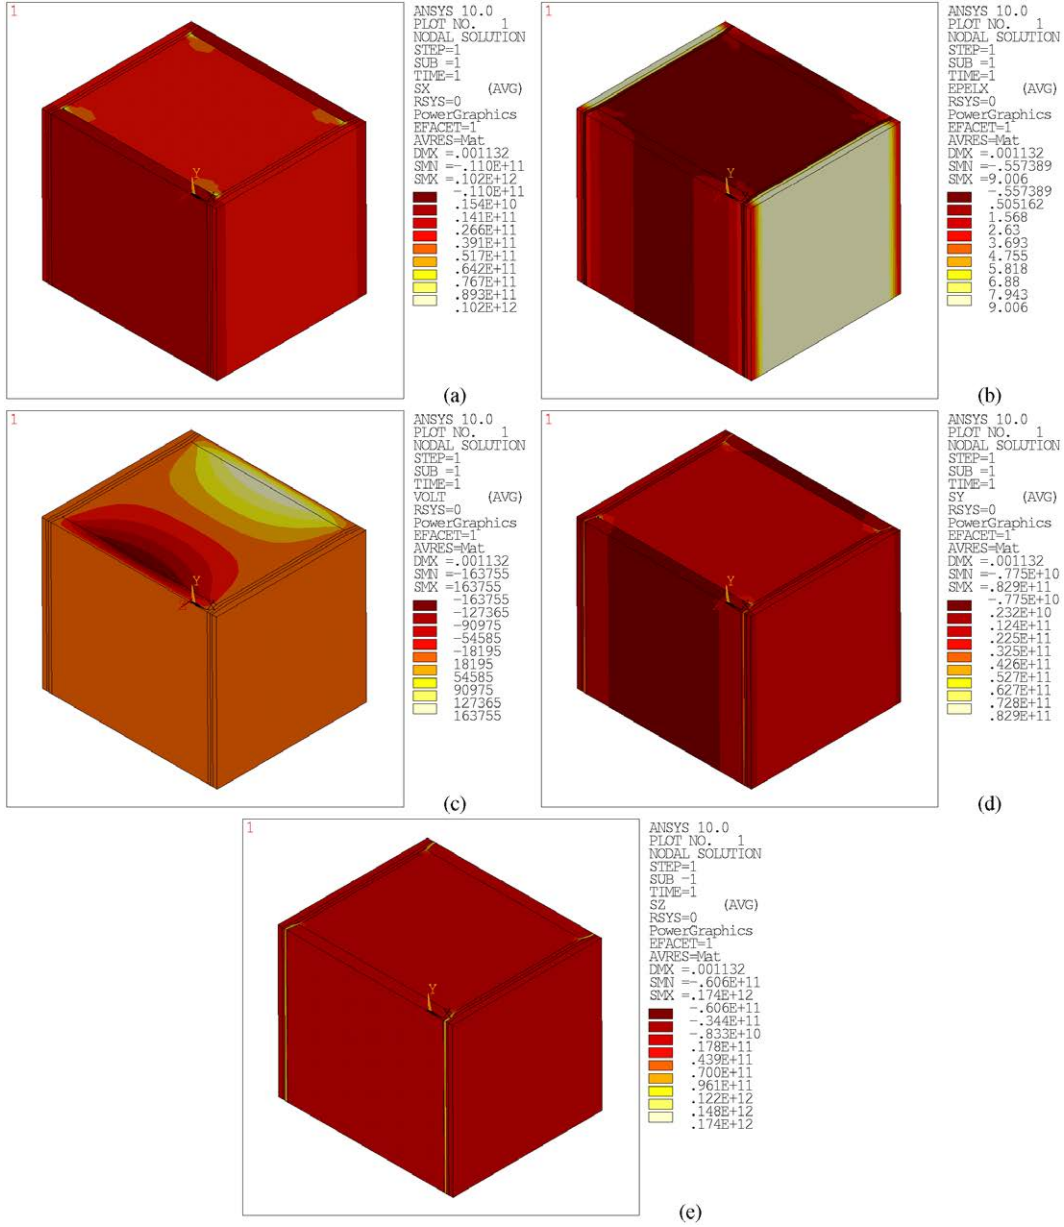 1
ANSYS 10.0
PLOT NO. 1
NODAL SOLUTION
STEP=1
SUB =1
TIME=1
SX (AVG)
RSYS=0
PowerGraphics
EFACET=1
AVRES=Mat
DMX =.001132
SMN =-.110E+11
SMX =.102E+12
-.110E+11
.154E+10
.141E+11
.266E+11
.391E+11
.517E+11
.642E+11
.767E+11
.893E+11
.102E+12
Y
(a)
1
ANSYS 10.0
PLOT NO. 1
NODAL SOLUTION
STEP=1
SUB =1
TIME=1
EPELX (AVG)
RSYS=0
PowerGraphics
EFACET=1
AVRES=Mat
DMX =.001132
SMN =-.557389
SMX =9.006
-.557389
.505162
1.568
2.63
3.693
4.755
5.818
6.88
7.943
9.006
Y
(b)
1
ANSYS 10.0
PLOT NO. 1
NODAL SOLUTION
STEP=1
SUB =1
TIME=1
VOLT (AVG)
RSYS=0
PowerGraphics
EFACET=1
AVRES=Mat
DMX =.001132
SMN =-163755
SMX =163755
-163755
-127365
-90975
-54585
-18195
18195
54585
90975
127365
163755
Y
(c)
1
ANSYS 10.0
PLOT NO. 1
NODAL SOLUTION
STEP=1
SUB =1
TIME=1
SY (AVG)
RSYS=0
PowerGraphics
EFACET=1
AVRES=Mat
DMX =.001132
SMN =-.775E+10
SMX =.829E+11
-.775E+10
.232E+10
.124E+11
.225E+11
.325E+11
.426E+11
.527E+11
.627E+11
.728E+11
.829E+11
Y
(d)
1
ANSYS 10.0
PLOT NO. 1
NODAL SOLUTION
STEP=1
SUB -1
TIME=1
SZ (AVG)
RSYS=0
PowerGraphics
EFACET=1
AVRES=Mat
DMX =.001132
SMN =-.606E+11
SMX =.174E+12
-.606E+11
-.344E+11
-.833E+10
.178E+11
.439E+11
.700E+11
.961E+11
.122E+12
.148E+12
.174E+12
Y
(e)